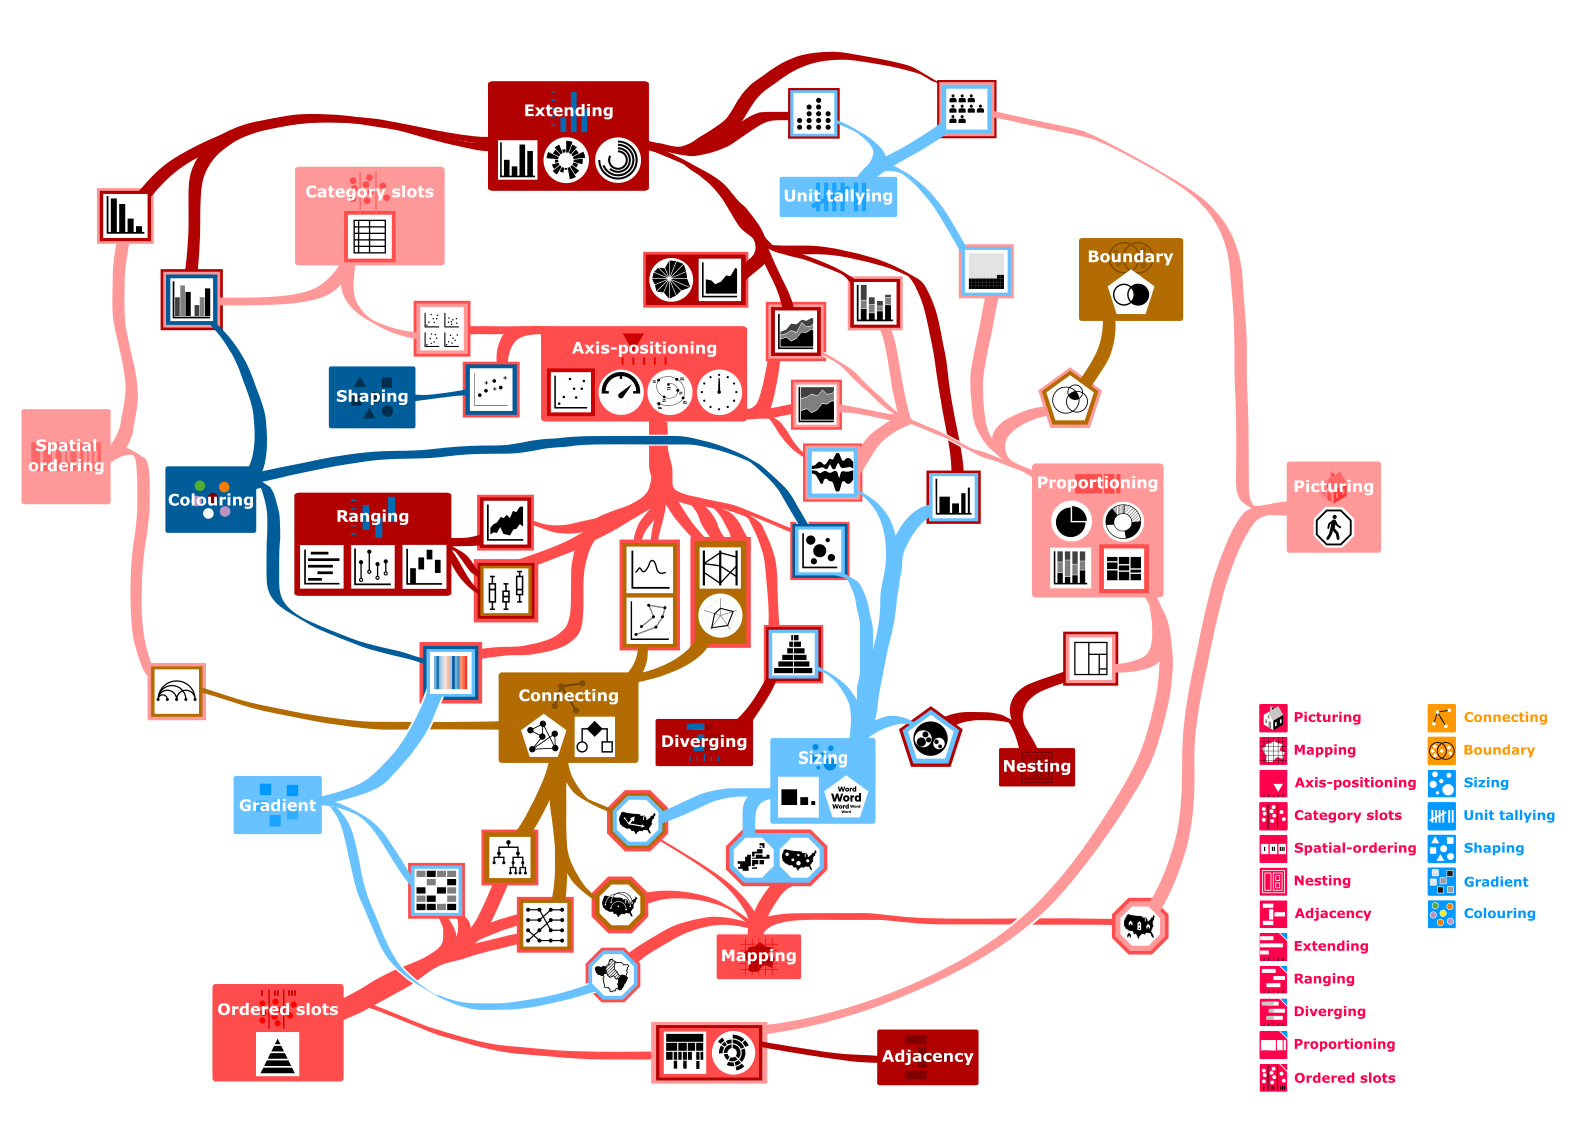 Extending
Category slots
Unit tallying
Boundary
Axis-positioning
Shaping
Spatial
ordering
Colouring
Ranging
Proportioning
Picturing
Connecting
Diverging
Sizing
Word
Word
Word Word
Word
Nesting
Gradient
Mapping
Ordered slots
Adjacency
Picturing
Mapping
Axis-positioning
Category slots
Spatial-ordering
Nesting
Adjacency
Extending
Ranging
Diverging
Proportioning
Ordered slots
Connecting
Boundary
Sizing
Unit tallying
Shaping
Gradient
Colouring